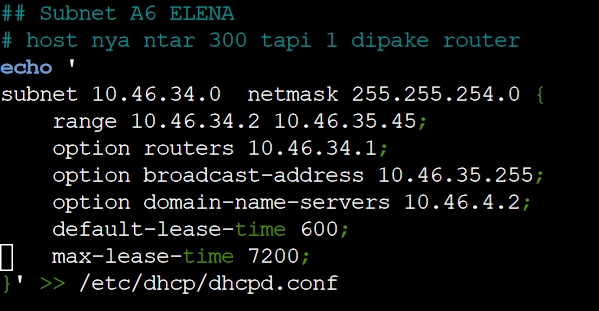 ## Subnet A6 ELENA
# host nya ntar 300 tapi 1 dipake router
echo '
subnet 10.46.34.0  netmask 255.255.254.0 {
    range 10.46.34.2 10.46.35.45;
    option routers 10.46.34.1;
    option broadcast-address 10.46.35.255;
    option domain-name-servers 10.46.4.2;
    default-lease-time 600;
    max-lease-time 7200;
}' >> /etc/dhcp/dhcpd.conf